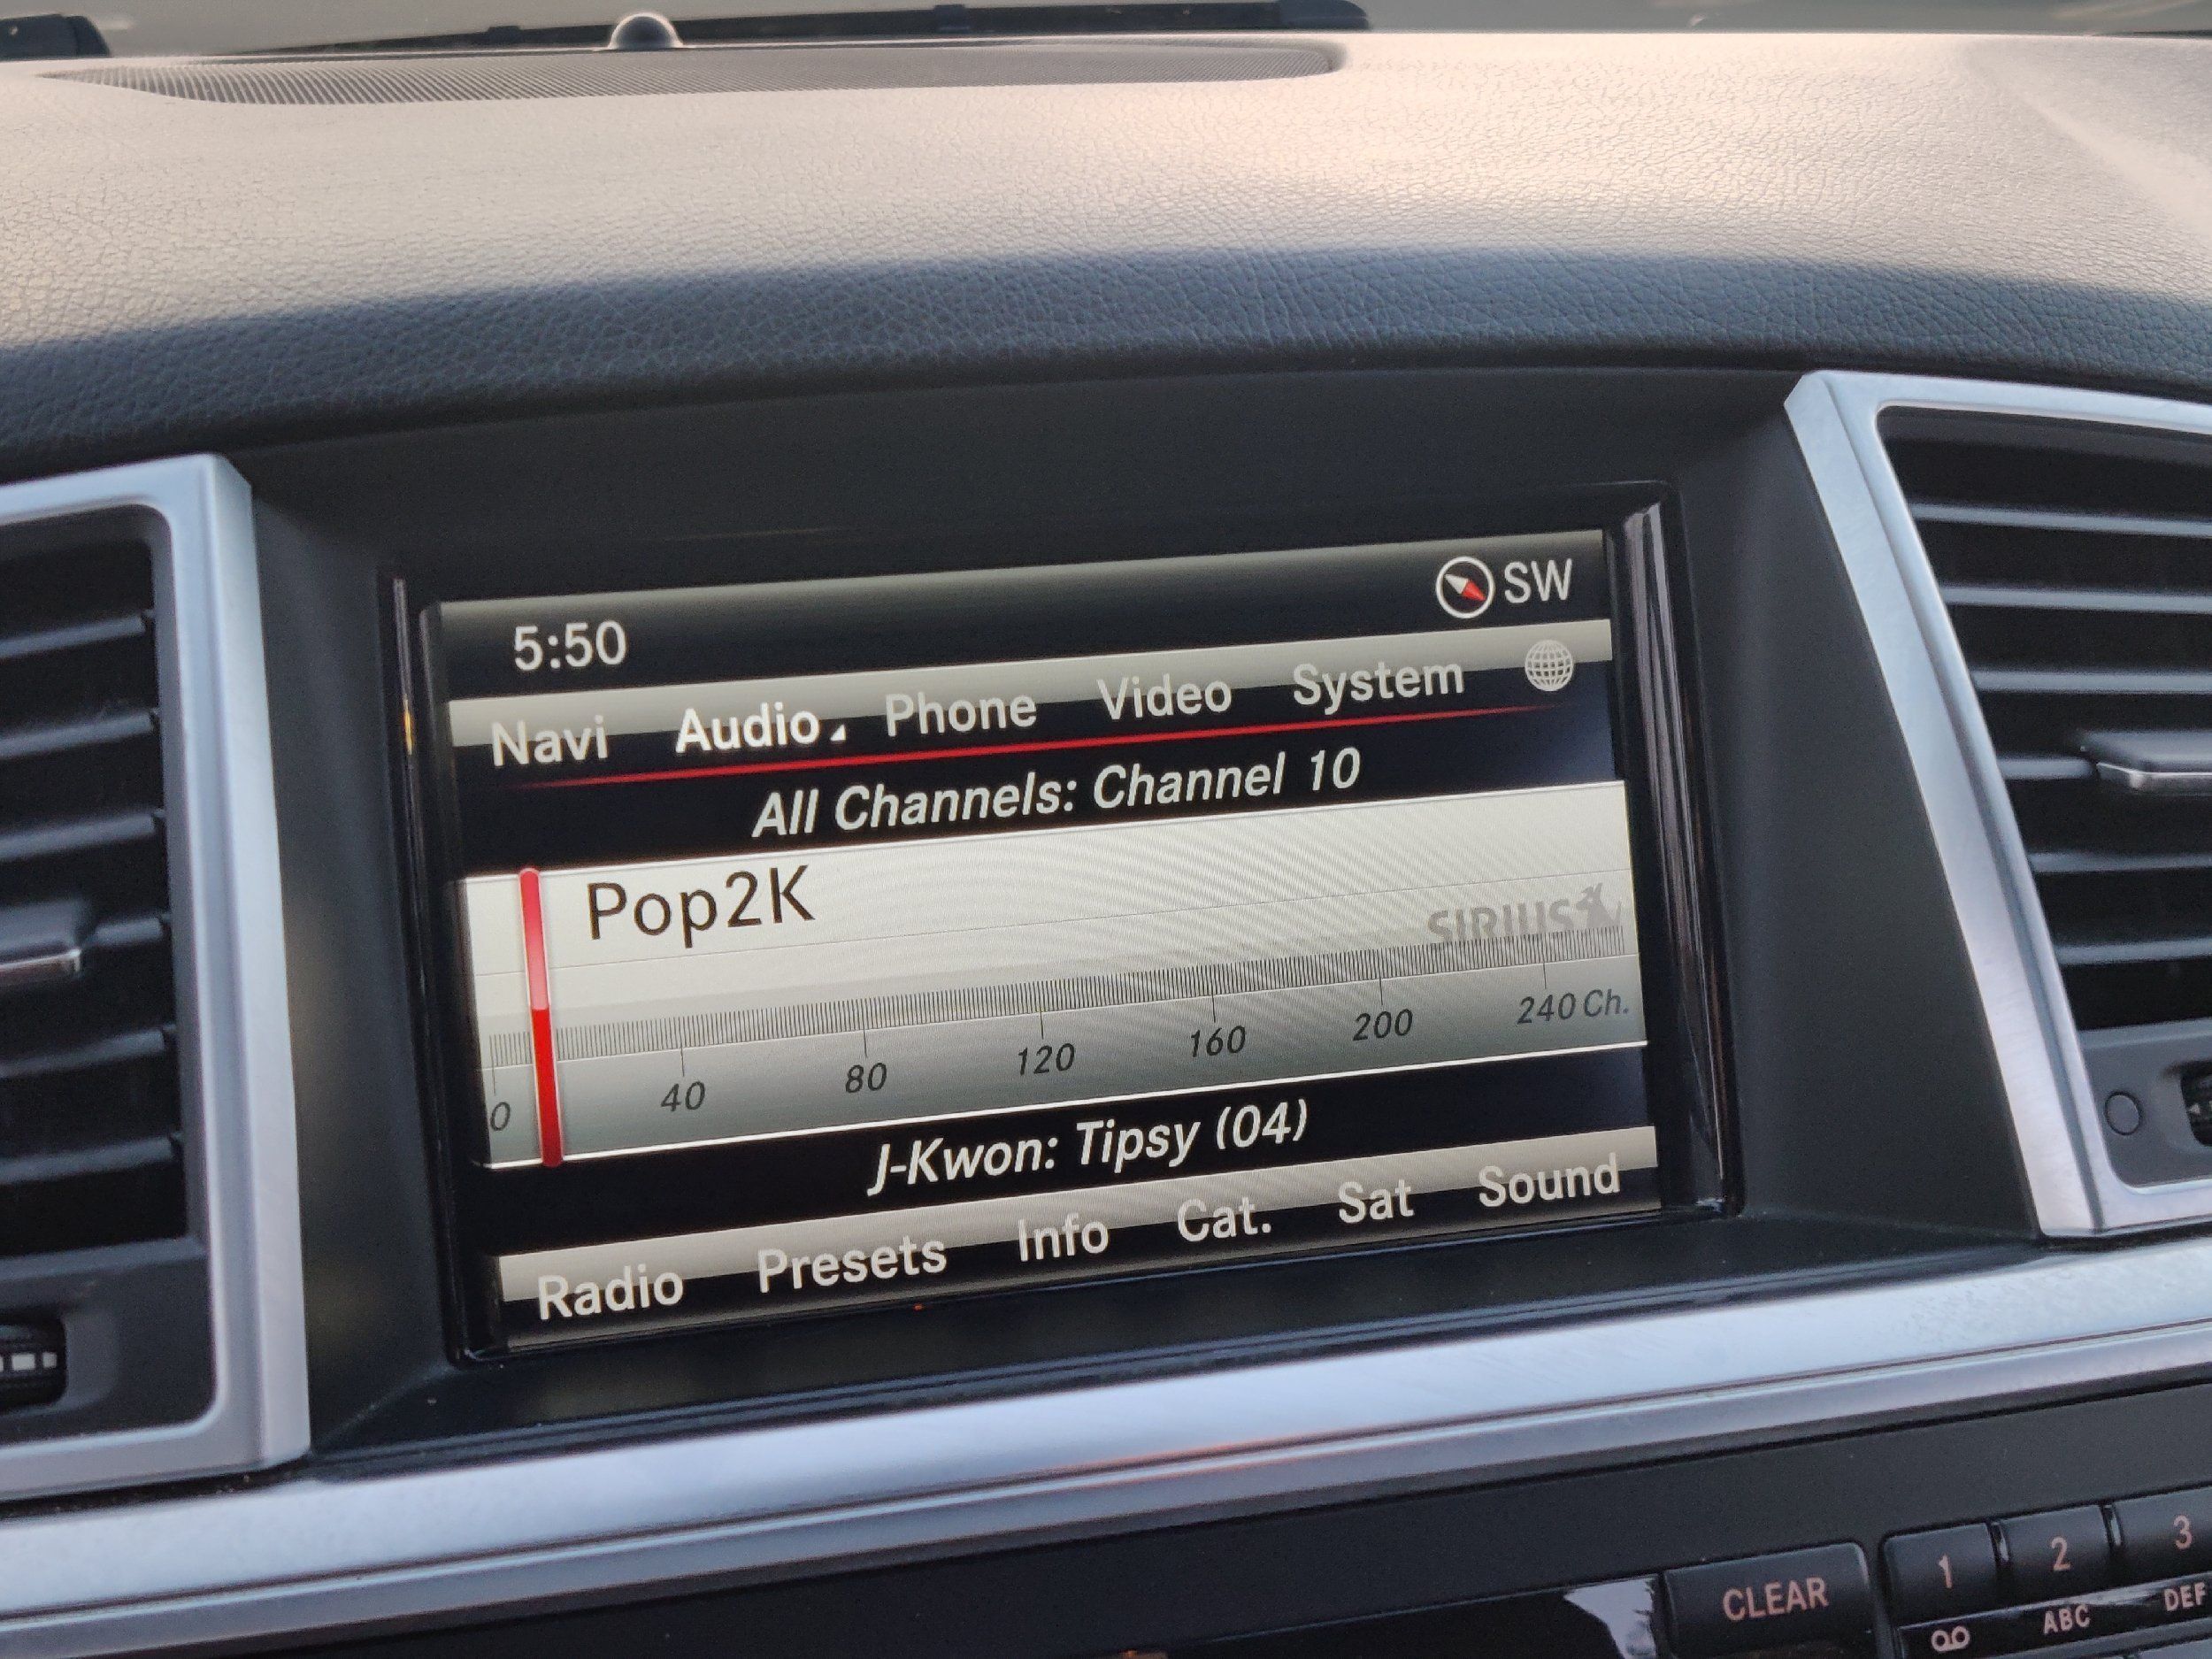 5:50 SW
Navi Audio Phone Video System
All Channels: Channel 10
Pop2K
SIRIUS
0 40 80 120 160 200 240 Ch.
J-Kwon: Tipsy (04)
Radio Presets Info Cat. Sat Sound
CLEAR 1 2 3
ABC DEF